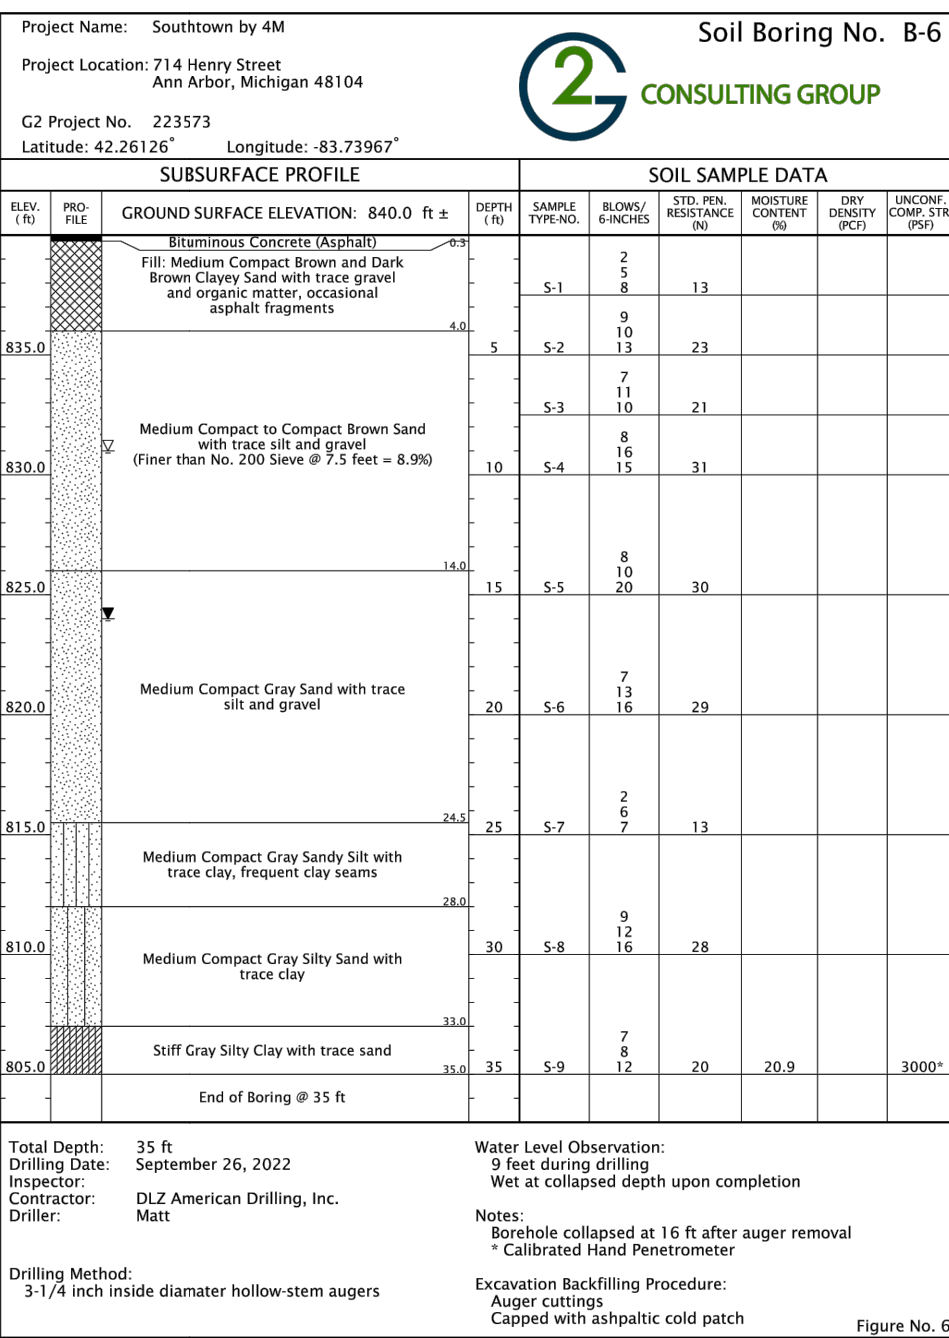 Project Name: Southtown by 4M
Soil Boring No. B-6
Project Location: 714 Henry Street
Ann Arbor, Michigan 48104
G2 CONSULTING GROUP
G2 Project No. 223573
Latitude: 42.26126° Longitude: -83.73967°
SUBSURFACE PROFILE
SOIL SAMPLE DATA
ELEV. ( ft)
PRO- FILE
GROUND SURFACE ELEVATION: 840.0 ft ±
DEPTH ( ft)
SAMPLE TYPE-NO.
BLOWS/ 6-INCHES
STD. PEN. RESISTANCE (N)
MOISTURE CONTENT (%)
DRY DENSITY (PCF)
UNCONF. COMP. STR (PSF)
Bituminous Concrete (Asphalt) 0.3
Fill: Medium Compact Brown and Dark
Brown Clayey Sand with trace gravel
and organic matter, occasional
asphalt fragments
4.0
2
5
S-1 8 13
9
10
835.0 5 S-2 13 23
7
11
S-3 10 21
Medium Compact to Compact Brown Sand
with trace silt and gravel
(Finer than No. 200 Sieve @ 7.5 feet = 8.9%)
8
16
830.0 10 S-4 15 31
14.0
8
10
825.0 15 S-5 20 30
Medium Compact Gray Sand with trace
silt and gravel
7
13
820.0 20 S-6 16 29
24.5
2
6
815.0 25 S-7 7 13
Medium Compact Gray Sandy Silt with
trace clay, frequent clay seams
28.0
9
12
810.0 30 S-8 16 28
Medium Compact Gray Silty Sand with
trace clay
33.0
Stiff Gray Silty Clay with trace sand
7
8
805.0 35.0 35 S-9 12 20 20.9 3000*
End of Boring @ 35 ft
Total Depth: 35 ft
Drilling Date: September 26, 2022
Inspector:
Contractor: DLZ American Drilling, Inc.
Driller: Matt
Drilling Method:
3-1/4 inch inside diamater hollow-stem augers
Water Level Observation:
9 feet during drilling
Wet at collapsed depth upon completion
Notes:
Borehole collapsed at 16 ft after auger removal
* Calibrated Hand Penetrometer
Excavation Backfilling Procedure:
Auger cuttings
Capped with ashpaltic cold patch
Figure No. 6